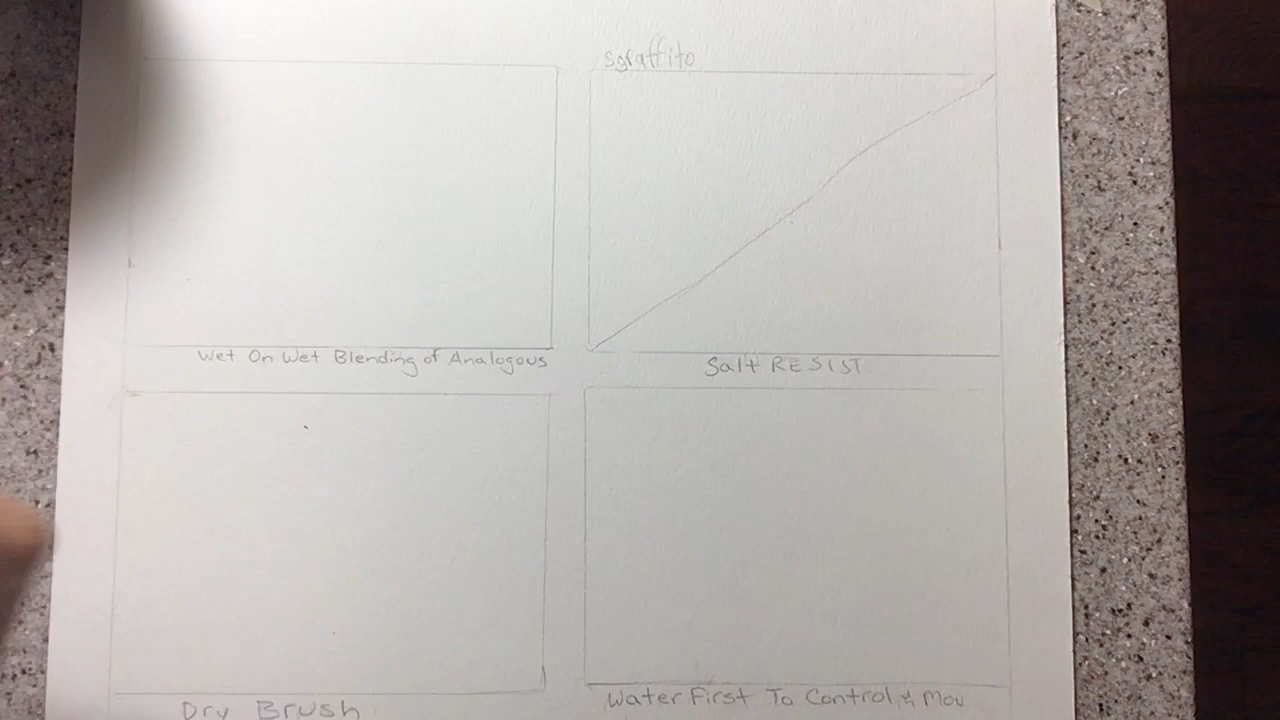 Sgraffito
Wet On Wet Blending of Analogous
Salt RESIST
Dry Brush
Water First To Control & Mov